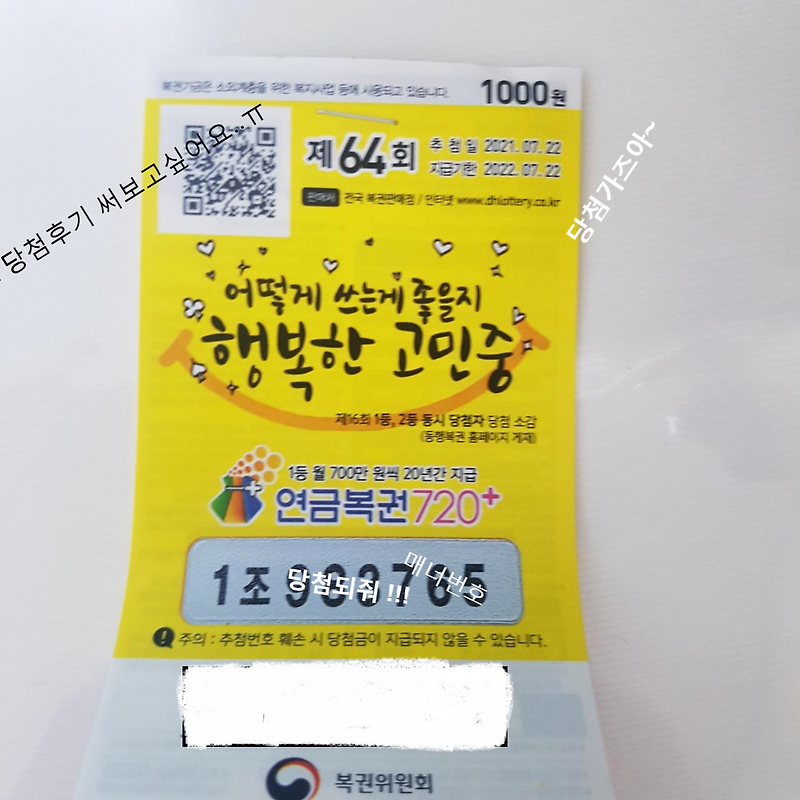 복권기금은 소외계층을 위한 복지사업 등에 사용되고 있습니다.
1000원
당첨후기 써보고싶어요..ㅠ
제64회
추 첨 일 2021. 07. 22
지급기한 2022. 07. 22
판매처 전국 복권판매점 / 인터넷 www.dhlottery.co.kr
당첨가즈아~
어떻게 쓰는게 좋을지
행복한 고민중
제16회 1등, 2등 동시 당첨자 당첨 소감
(동행복권 홈페이지 게재)
1등 월 700만 원씩 20년간 지급
연금복권720+
매너번호
1조
당첨되줘 !!!
주의 : 추첨번호 훼손 시 당첨금이 지급되지 않을 수 있습니다.
복권위원회